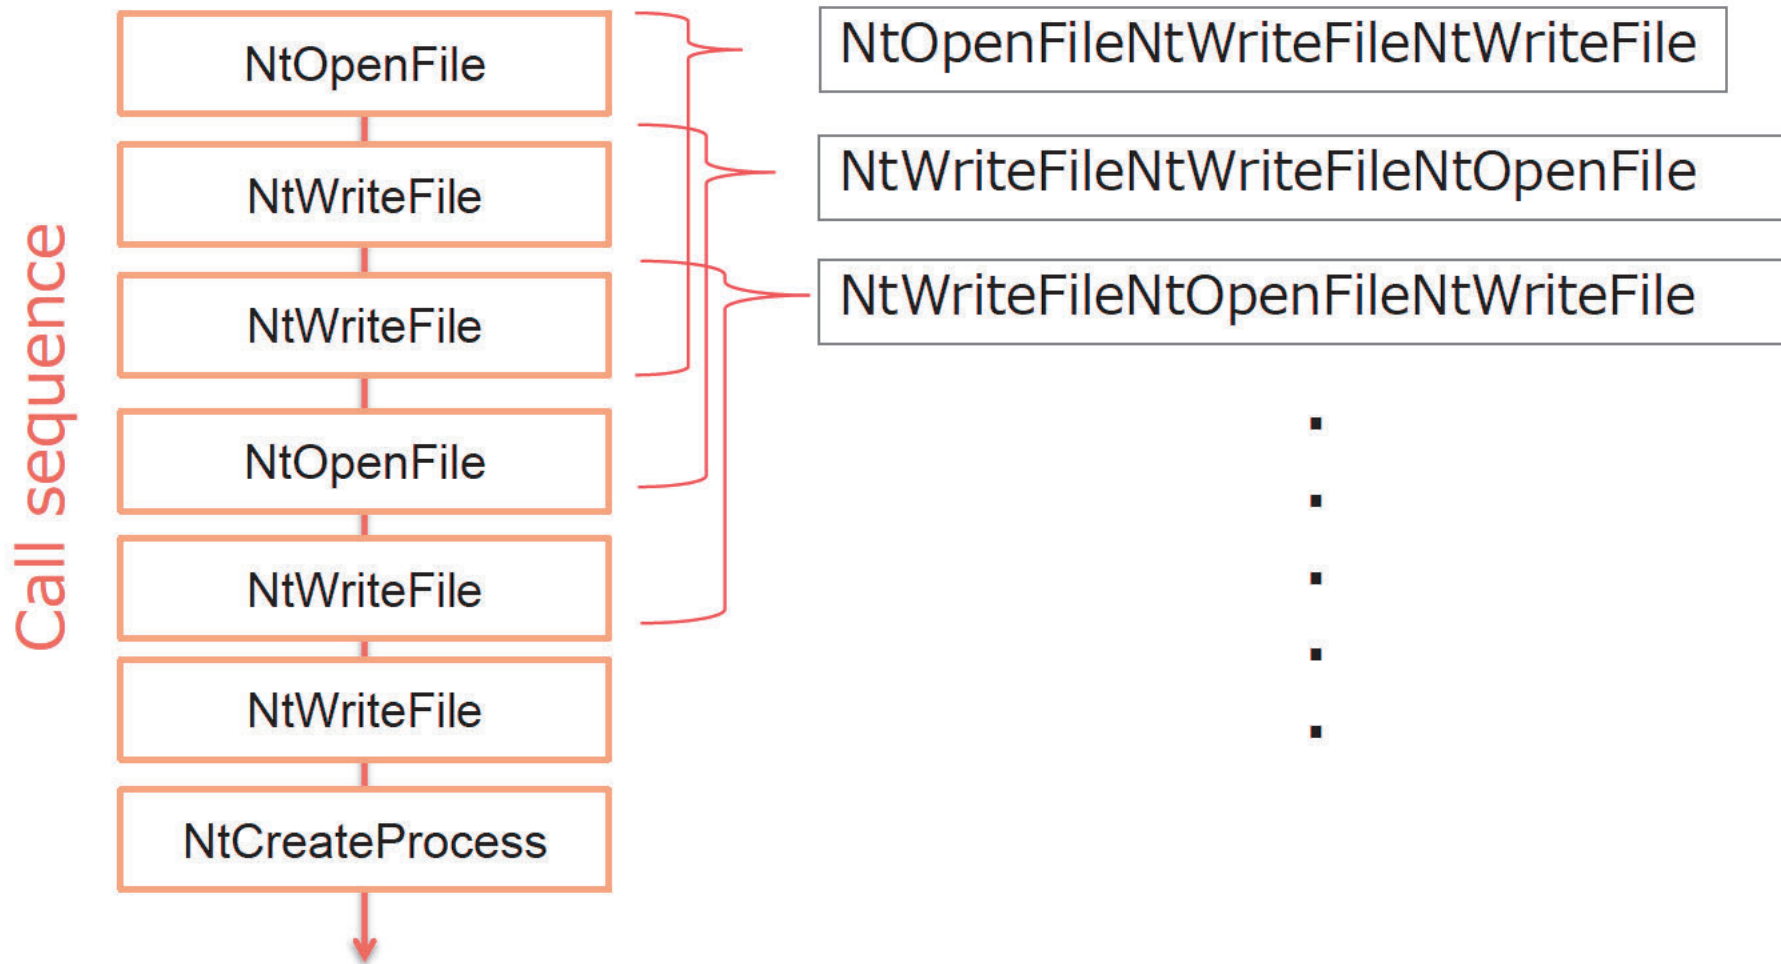 Call sequence
NtOpenFile
NtWriteFile
NtWriteFile
NtOpenFile
NtWriteFile
NtWriteFile
NtCreateProcess
NtOpenFileNtWriteFileNtWriteFile
NtWriteFileNtWriteFileNtOpenFile
NtWriteFileNtOpenFileNtWriteFile